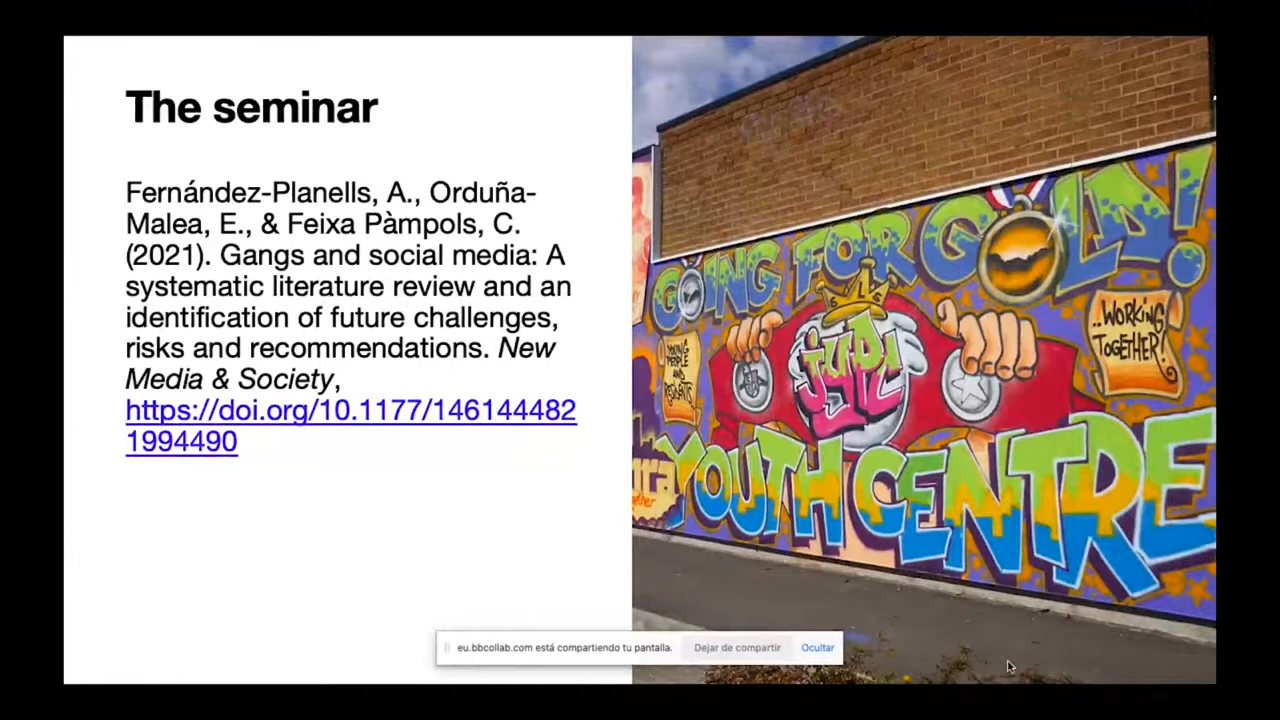 The seminar
Fernández-Planells, A., Orduña-
Malea, E., & Feixa Pàmpols, C.
(2021). Gangs and social media: A
systematic literature review and an
identification of future challenges,
risks and recommendations. New
Media & Society,
https://doi.org/10.1177/146144482
1994490
GOING FOR GOLD!
SLS
YOUNG
PEOPLE
AND
RESIDENTS
..WORKING
TOGETHER!
YOUTH CENTRE
eu.bbcollab.com está compartiendo tu pantalla. Dejar de compartir Ocultar